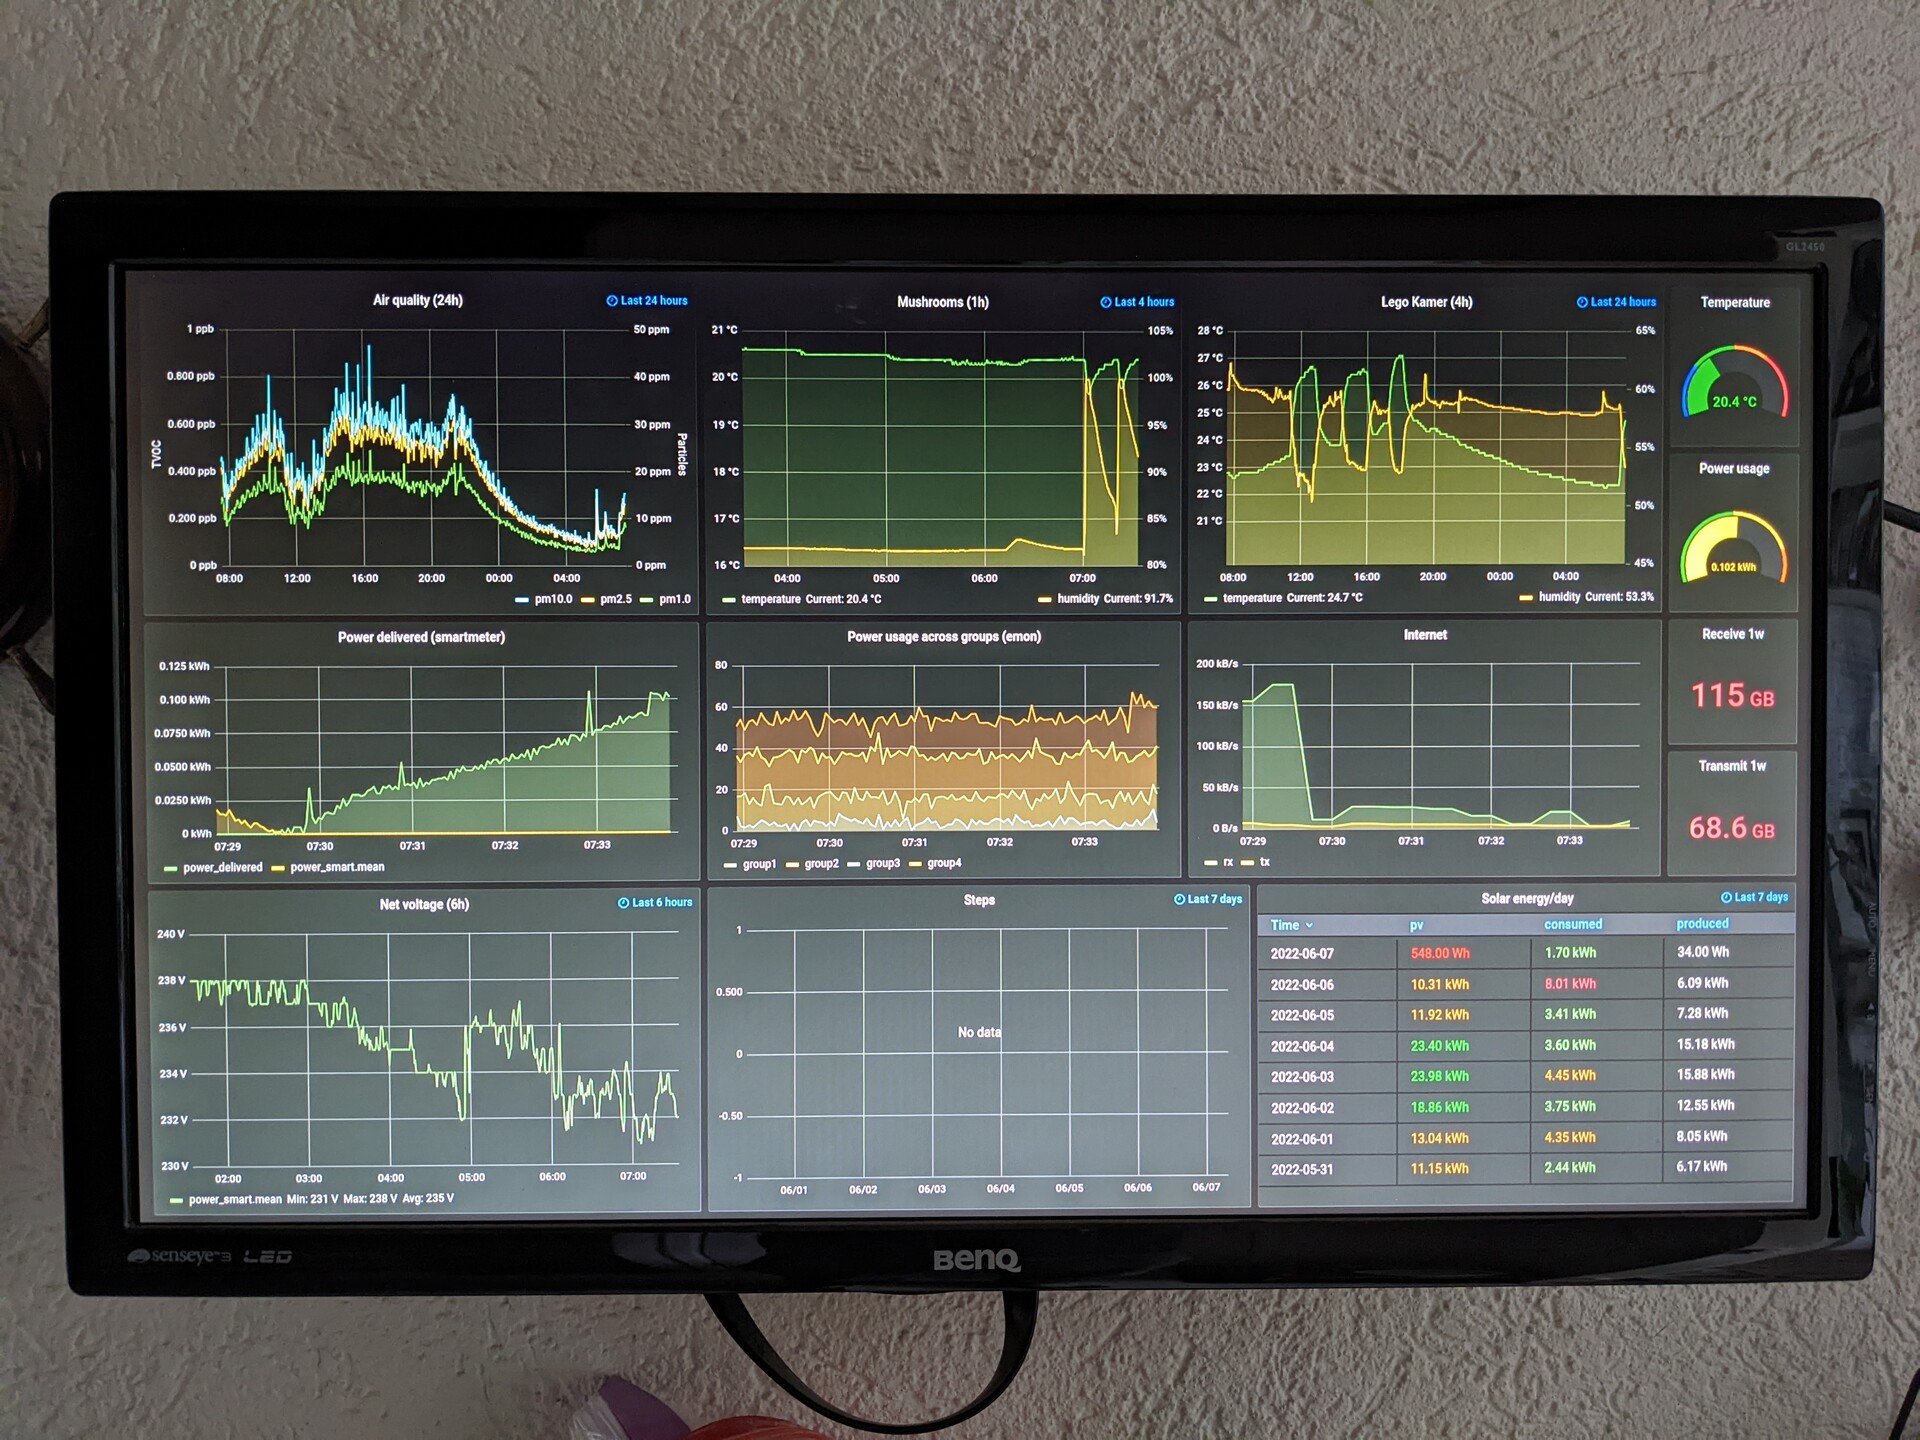 GL2450
Air quality (24h)
Last 24 hours
1 ppb
0.800 ppb
0.600 ppb
0.400 ppb
0.200 ppb
0 ppb
TVOC
50 ppm
40 ppm
30 ppm
20 ppm
10 ppm
0 ppm
Particles
08:00 12:00 16:00 20:00 00:00 04:00
pm10.0 pm2.5 pm1.0
Mushrooms (1h)
Last 4 hours
21 °C
20 °C
19 °C
18 °C
17 °C
16 °C
105%
100%
95%
90%
85%
80%
04:00 05:00 06:00 07:00
temperature Current: 20.4 °C
humidity Current: 91.7%
Lego Kamer (4h)
Last 24 hours
28 °C
27 °C
26 °C
25 °C
24 °C
23 °C
22 °C
21 °C
65%
60%
55%
50%
45%
08:00 12:00 16:00 20:00 00:00 04:00
temperature Current: 24.7 °C
humidity Current: 53.3%
Temperature
20.4 °C
Power usage
0.102 kWh
Power delivered (smartmeter)
0.125 kWh
0.100 kWh
0.0750 kWh
0.0500 kWh
0.0250 kWh
0 kWh
07:29 07:30 07:31 07:32 07:33
power_delivered power_smart.mean
Power usage across groups (emon)
80
60
40
20
0
07:29 07:30 07:31 07:32 07:33
group1 group2 group3 group4
Internet
200 kB/s
150 kB/s
100 kB/s
50 kB/s
0 B/s
07:29 07:30 07:31 07:32 07:33
rx tx
Receive 1w
115 GB
Transmit 1w
68.6 GB
Net voltage (6h)
Last 6 hours
240 V
238 V
236 V
234 V
232 V
230 V
02:00 03:00 04:00 05:00 06:00 07:00
power_smart.mean Min: 231 V Max: 238 V Avg: 235 V
Steps
Last 7 days
1
0.500
0
-0.50
-1
No data
06/01 06/02 06/03 06/04 06/05 06/06 06/07
Solar energy/day
Last 7 days
Time pv consumed produced
2022-06-07 548.00 Wh 1.70 kWh 34.00 Wh
2022-06-06 10.31 kWh 8.01 kWh 6.09 kWh
2022-06-05 11.92 kWh 3.41 kWh 7.28 kWh
2022-06-04 23.40 kWh 3.60 kWh 15.18 kWh
2022-06-03 23.98 kWh 4.45 kWh 15.88 kWh
2022-06-02 18.86 kWh 3.75 kWh 12.55 kWh
2022-06-01 13.04 kWh 4.35 kWh 8.05 kWh
2022-05-31 11.15 kWh 2.44 kWh 6.17 kWh
senseye™3 LED
BenQ